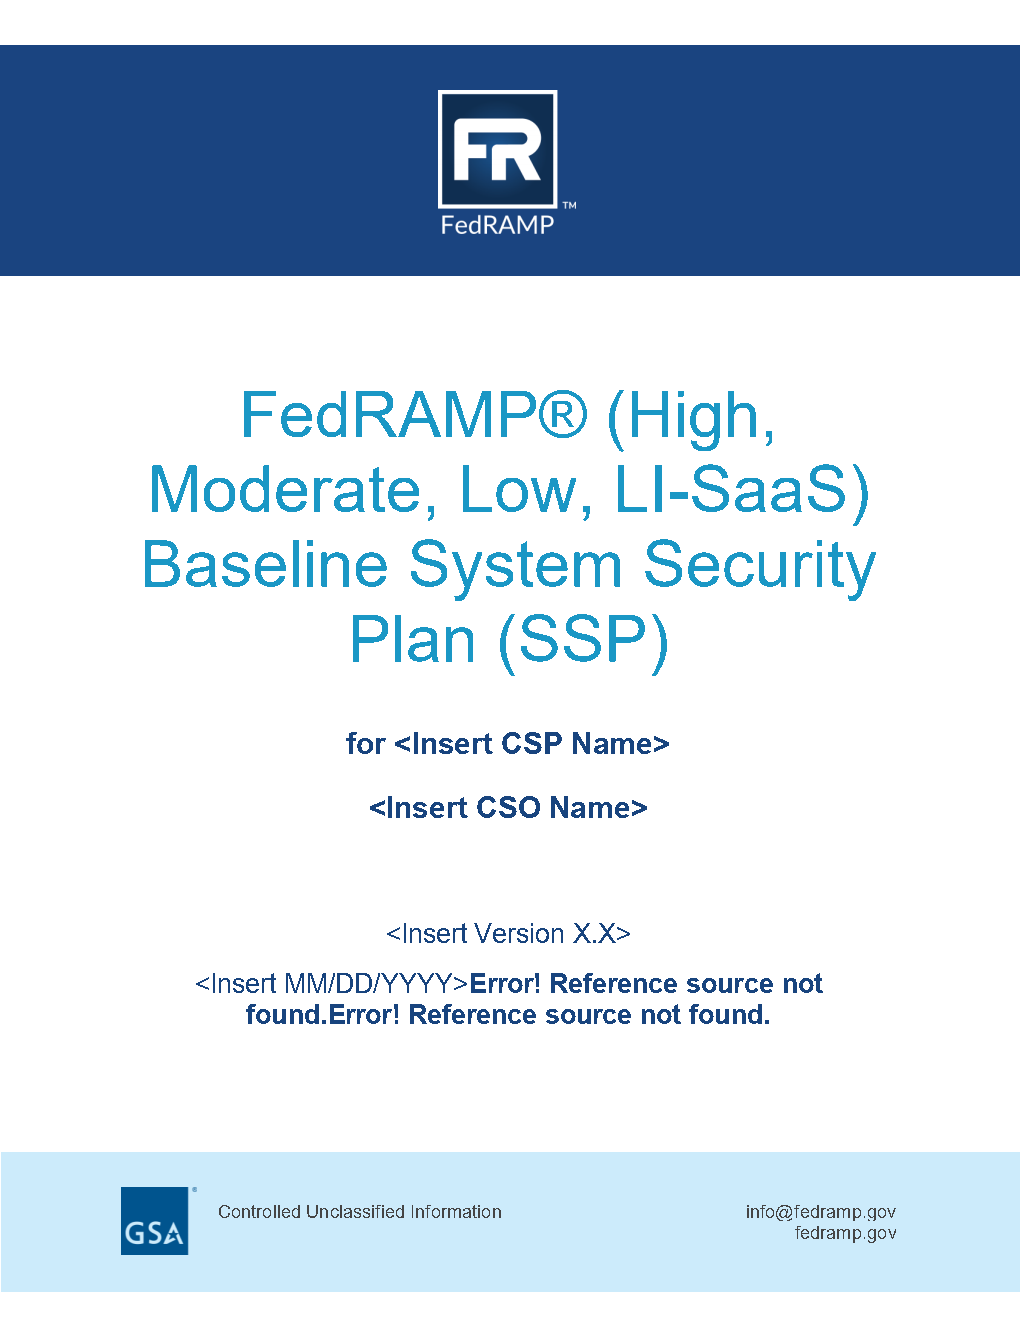 FR
™
FedRAMP
FedRAMP® (High,
Moderate, Low, LI-SaaS)
Baseline System Security
Plan (SSP)
for <Insert CSP Name>
<Insert CSO Name>
<Insert Version X.X>
<Insert MM/DD/YYYY>Error! Reference source not
found.Error! Reference source not found.
GSA
®
Controlled Unclassified Information
info@fedramp.gov
fedramp.gov